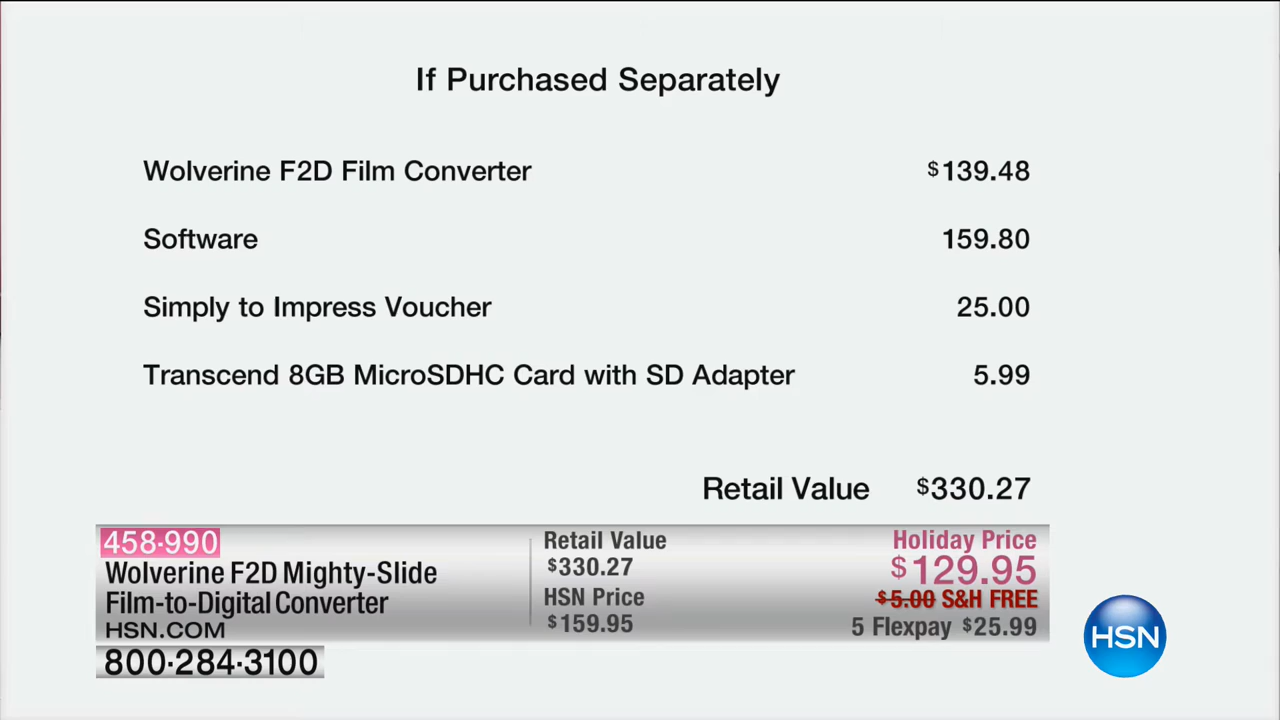 If Purchased Separately
Wolverine F2D Film Converter $139.48
Software 159.80
Simply to Impress Voucher 25.00
Transcend 8GB MicroSDHC Card with SD Adapter 5.99
Retail Value $330.27
458·990
Wolverine F2D Mighty-Slide
Film-to-Digital Converter
HSN.COM
800·284·3100
Retail Value
$330.27
HSN Price
$159.95
Holiday Price
$129.95
$5.00 S&H FREE
5 Flexpay $25.99
HSN